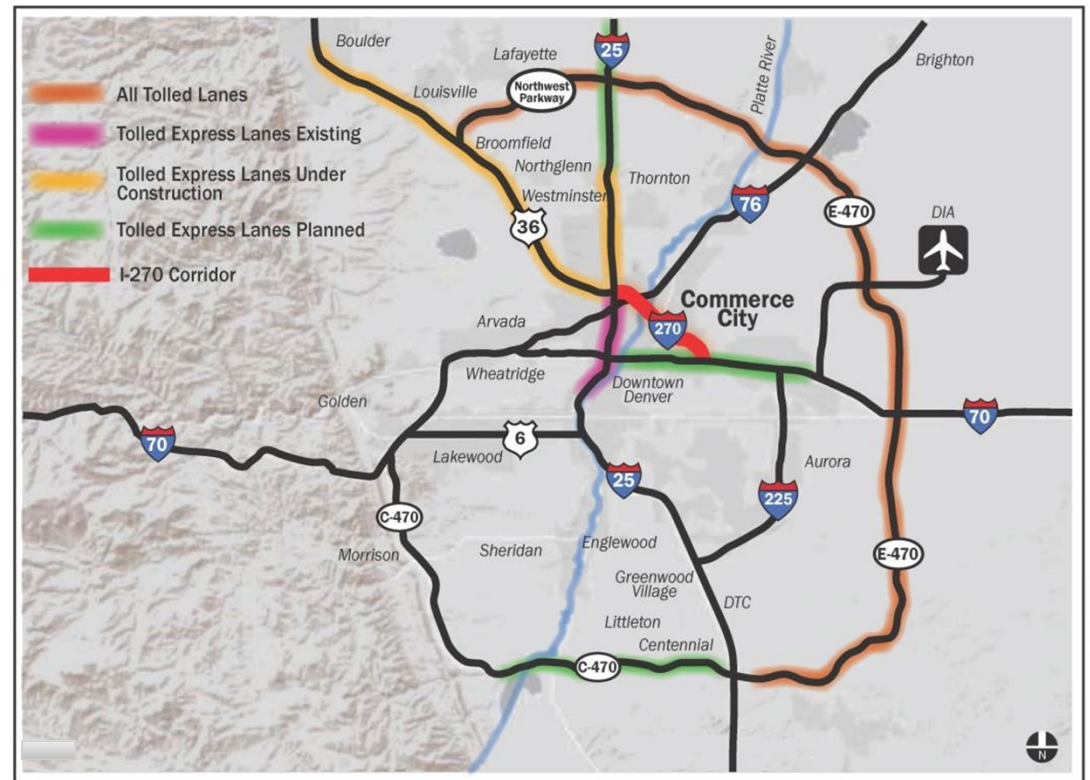 Boulder
Lafayette
25
Platte River
Brighton
Louisville
Northwest
Parkway
All Tolled Lanes
Tolled Express Lanes Existing
Tolled Express Lanes Under
Construction
Tolled Express Lanes Planned
I-270 Corridor
Broomfield
Northglenn
Westminster
Thornton
36
76
E-470
DIA
Commerce
City
270
Arvada
Wheatridge
Downtown
Denver
Golden
70
6
Lakewood
70
25
Aurora
225
C-470
Morrison
Sheridan
Englewood
E-470
Greenwood
Village
DTC
Littleton
Centennial
C-470
N